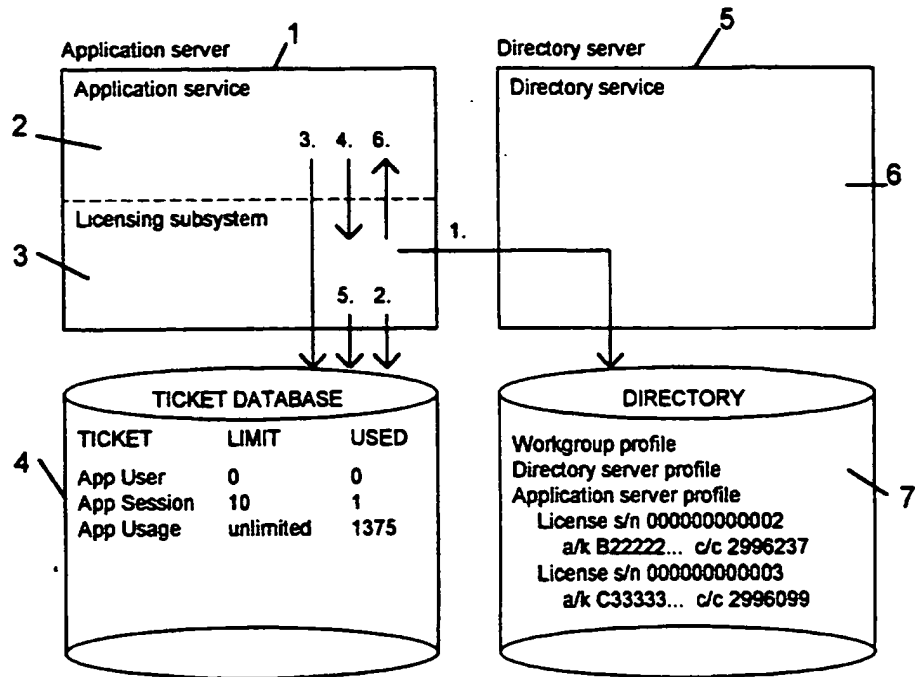 1
5
Application server
Directory server
Application service
Directory service
2
3. 4. 6.
6
Licensing subsystem
1.
3
5. 2.
TICKET DATABASE
DIRECTORY
TICKET LIMIT USED
App User 0 0
App Session 10 1
App Usage unlimited 1375
4
Workgroup profile
Directory server profile
Application server profile
License s/n 000000000002
a/k B22222... c/c 2996237
License s/n 000000000003
a/k C33333... c/c 2996099
7